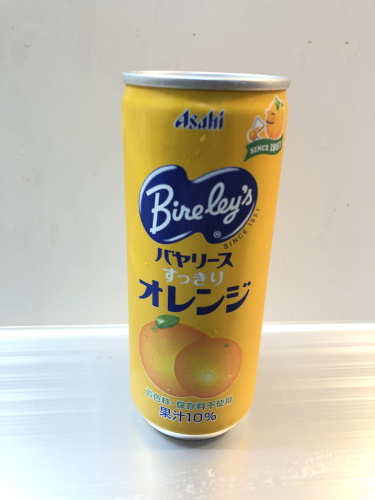 Asahi
SINCE 1951
Bireley's
®
SINCE 1951
バヤリース
すっきり
オレンジ
着色料・保存料不使用
果汁10%